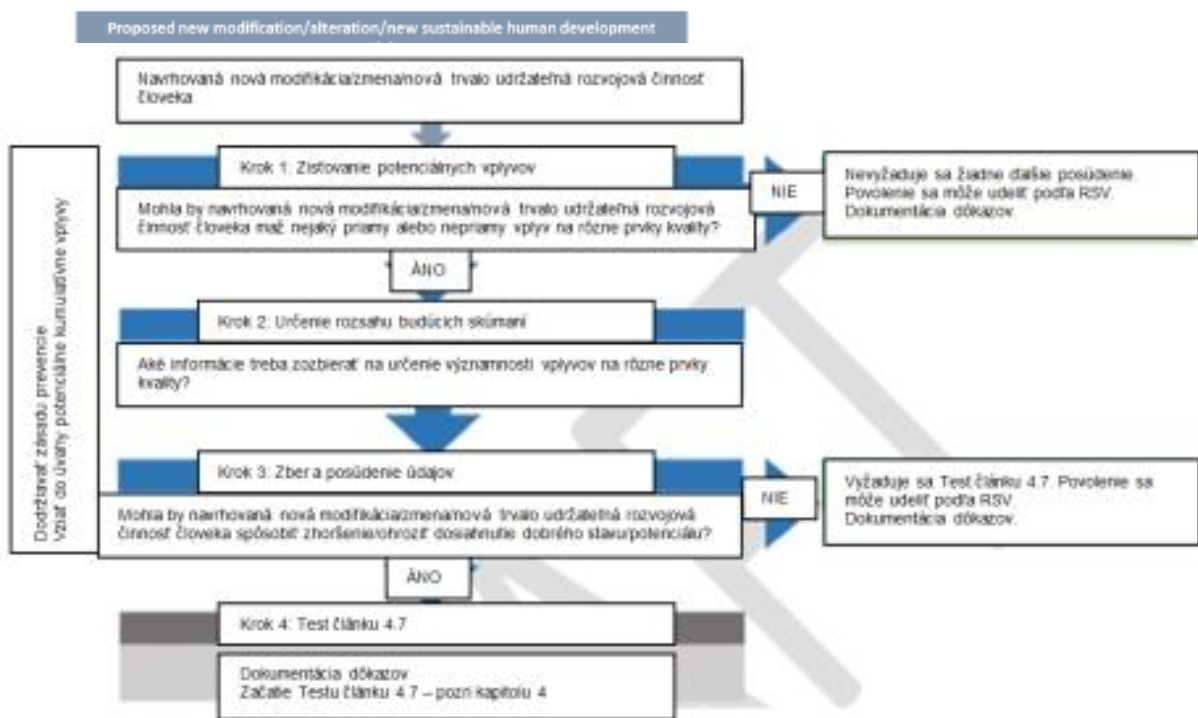 Proposed new modification/alteration/new sustainable human development
Navrhovaná nová modifikácia/zmena/nová trvalo udržateľná rozvojová činnosť
človeka
Krok 1: Zisťovanie potenciálnych vplyvov
Mohla by navrhovaná nová modifikácia/zmena/nová trvalo udržateľná rozvojová
činnosť človeka mať nejaký priamy alebo nepriamy vplyv na rôzne prvky kvality?
NIE
Nevyžaduje sa žiadne ďalšie posúdenie.
Povolenie sa môže udeliť podľa RSV.
Dokumentácia dôkazov.
ÁNO
Krok 2: Určenie rozsahu budúcich skúmaní
Aké informácie treba zozbierať na určenie významnosti vplyvov na rôzne prvky
kvality?
Krok 3: Zber a posúdenie údajov
Mohla by navrhovaná nová modifikácia/zmena/nová trvalo udržateľná rozvojová
činnosť človeka spôsobiť zhoršenie/ohroziť dosiahnutie dobrého stavu/potenciálu?
NIE
Vyžaduje sa Test článku 4.7. Povolenie sa
môže udeliť podľa RSV.
Dokumentácia dôkazov.
ÁNO
Krok 4: Test článku 4.7
Dokumentácia dôkazov
Začatie Testu článku 4.7 – pozri kapitolu 4
Dodržiavať zásadu prevencie
Vziať do úvahy potenciálne kumulatívne vplyvy